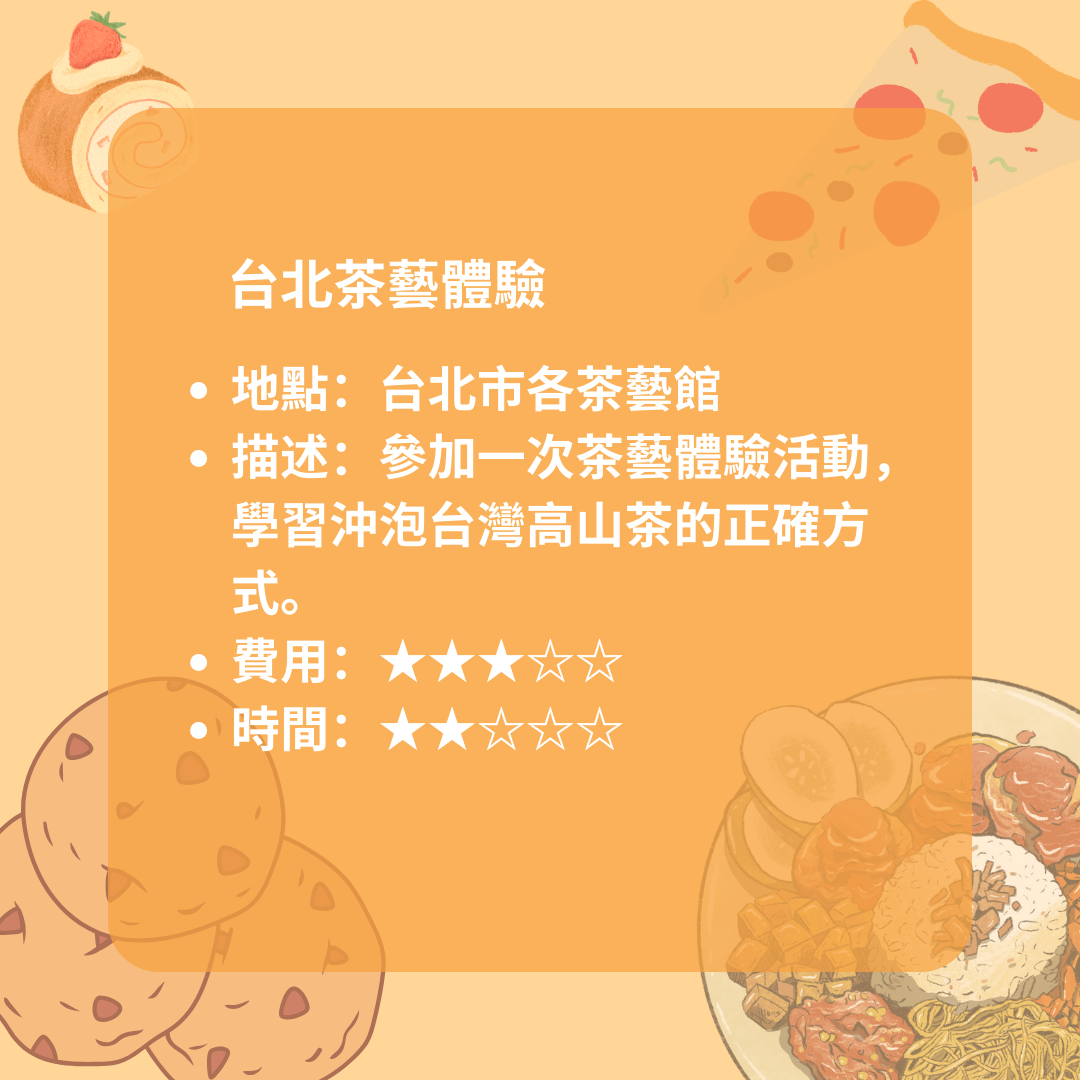 台北茶藝體驗
• 地點：台北市各茶藝館
• 描述：參加一次茶藝體驗活動，
學習沖泡台灣高山茶的正確方
式。
• 費用：★★★☆☆
• 時間：★★☆☆☆